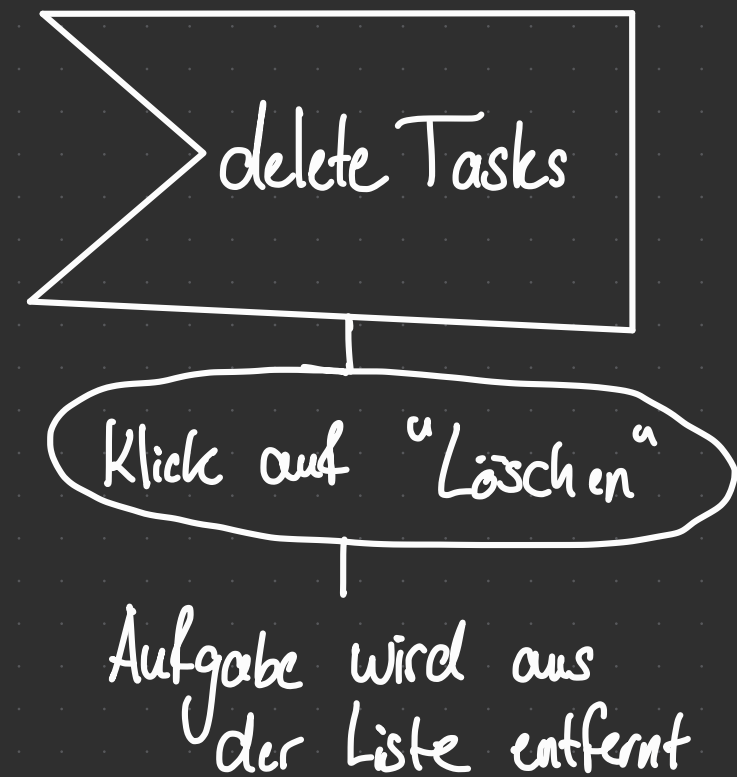 delete Tasks
Klick auf "Löschen"
Aufgabe wird aus
der Liste entfernt